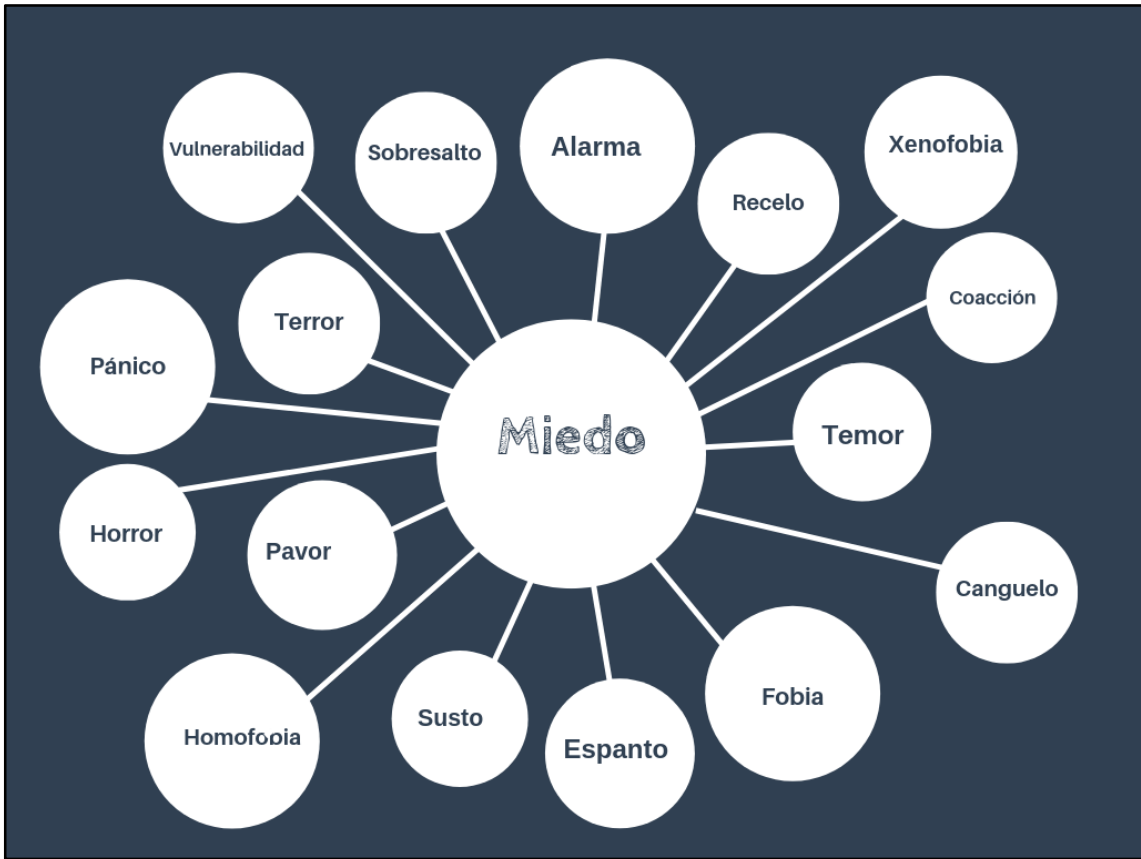 Vulnerabilidad
Sobresalto
Alarma
Recelo
Xenofobia
Coacción
Terror
Pánico
Miedo
Temor
Horror
Pavor
Canguelo
Homofobia
Susto
Espanto
Fobia